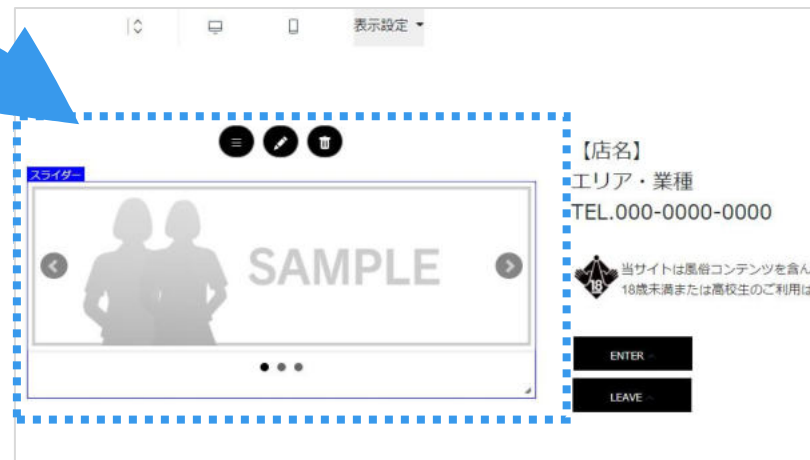 表示設定
スライダー
SAMPLE
【店名】
エリア・業種
TEL.000-0000-0000
18
当サイトは風俗コンテンツを含ん
18歳未満または高校生のご利用は
ENTER
LEAVE